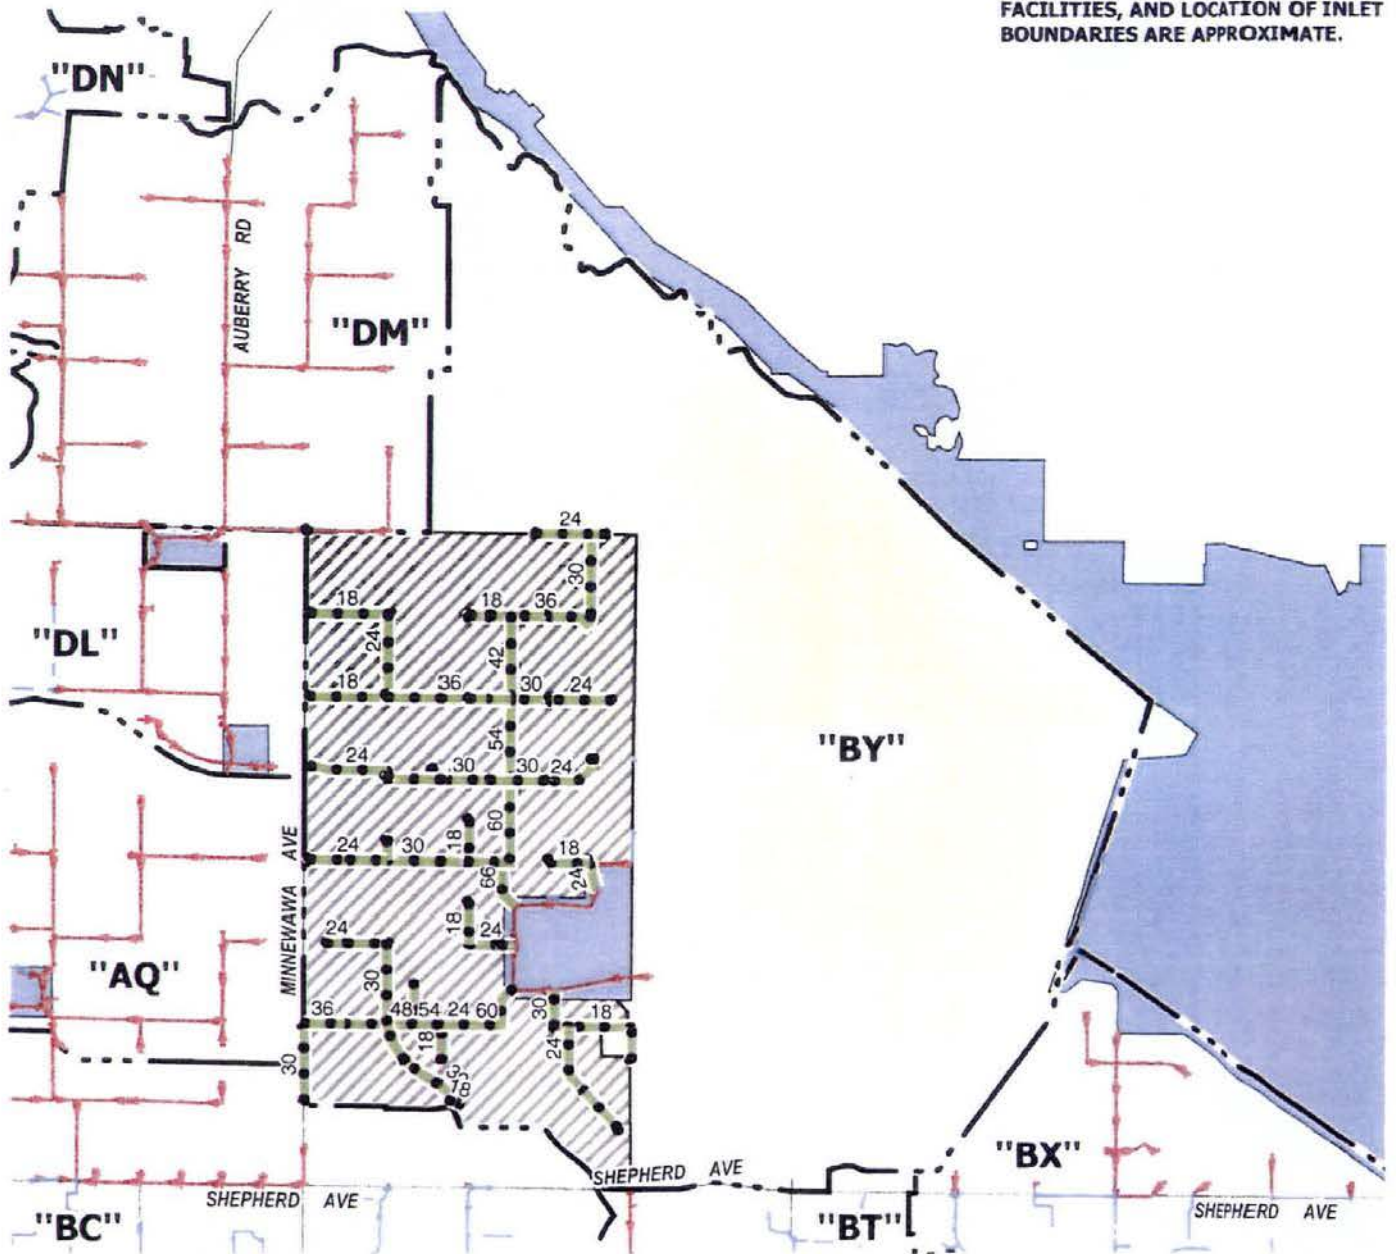 FACILITIES, AND LOCATION OF INLET
BOUNDARIES ARE APPROXIMATE.
"DN"
AUBERRY RD
"DM"
24
30
18
18
36
24
42
"DL"
18
36
30
24
54
"BY"
24
30
30
24
60
MINNEWAWA AVE
24
30
18
18
24
66
18
24
24
"AQ"
30
36
48
54
24
60
30
18
30
18
24
18
"BX"
SHEPHERD AVE
SHEPHERD AVE
SHEPHERD AVE
"BC"
"BT"